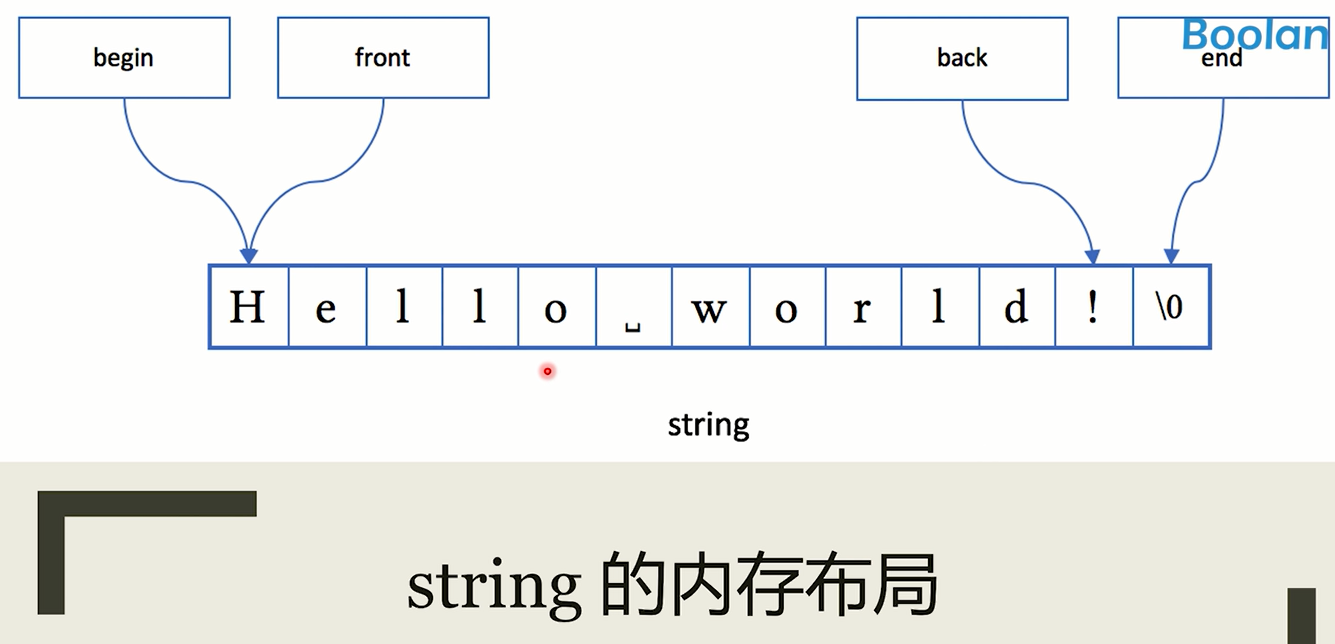 begin front back end
Boolan
H e l l o ␣ w o r l d ! \0
string
string 的内存布局